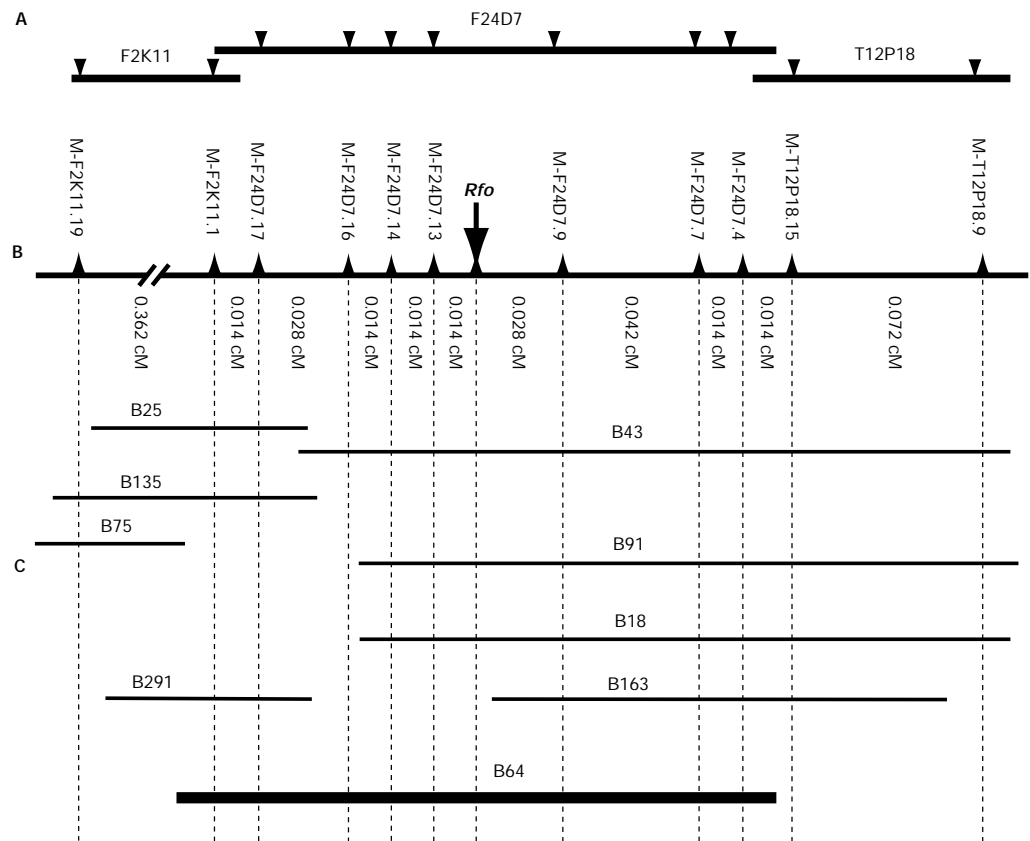 A
F24D7
F2K11
T12P18
M-F2K11.19
M-F2K11.1
M-F24D7.17
M-F24D7.16
M-F24D7.14
M-F24D7.13
Rfo
M-F24D7.9
M-F24D7.7
M-F24D7.4
M-T12P18.15
M-T12P18.9
B
0.362 cM
0.014 cM
0.028 cM
0.014 cM
0.014 cM
0.014 cM
0.028 cM
0.042 cM
0.014 cM
0.014 cM
0.072 cM
B25
B43
B135
B75
B91
C
B18
B291
B163
B64